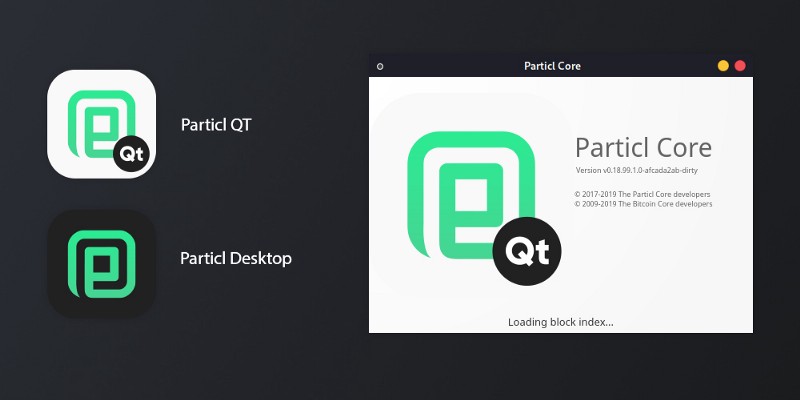 Qt
Particl QT
Particl Desktop
Particl Core
Particl Core
Version v0.18.99.1.0-afcada2ab-dirty
© 2017-2019 The Particl Core developers
© 2009-2019 The Bitcoin Core developers
Qt
Loading block index...